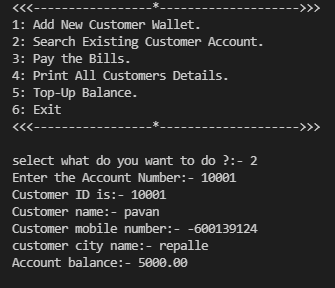 <<<-----------------*-------------------->>>
1: Add New Customer Wallet.
2: Search Existing Customer Account.
3: Pay the Bills.
4: Print All Customers Details.
5: Top-Up Balance.
6: Exit
<<<-----------------*-------------------->>>
select what do you want to do ?:- 2
Enter the Account Number:- 10001
Customer ID is:- 10001
Customer name:- pavan
Customer mobile number:- -600139124
customer city name:- repalle
Account balance:- 5000.00